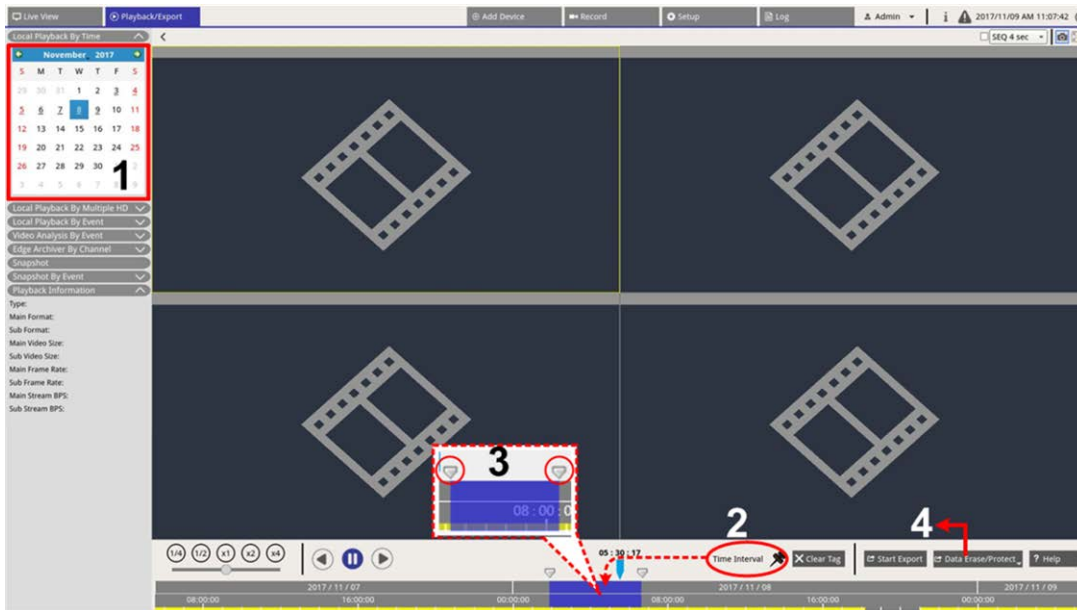 Live View Playback/Export Add Device Record Setup Log Admin i 2017/11/09 AM 11:07:42
Local Playback By Time
SEQ 4 sec
November, 2017
S M T W T F S
29 30 31 1 2 3 4
5 6 7 8 9 10 11
12 13 14 15 16 17 18
19 20 21 22 23 24 25
26 27 28 29 30 2
3 4 5 6 7 8 9
1
Local Playback By Multiple HD
Local Playback By Event
Video Analysis By Event
Edge Archiver By Channel
Snapshot
Snapshot By Event
Playback Information
Type:
Main Format:
Sub Format:
Main Video Size:
Sub Video Size:
Main Frame Rate:
Sub Frame Rate:
Main Stream BPS:
Sub Stream BPS:
3
08:00:0
2
4
1/4 1/2 x1 x2 x4
05:30:17
Time Interval
Clear Tag
Start Export
Data Erase/Protect
? Help
2017/11/07 2017/11/08 2017/11/09
08:00:00 16:00:00 00:00:00 08:00:00 16:00:00 00:00:00